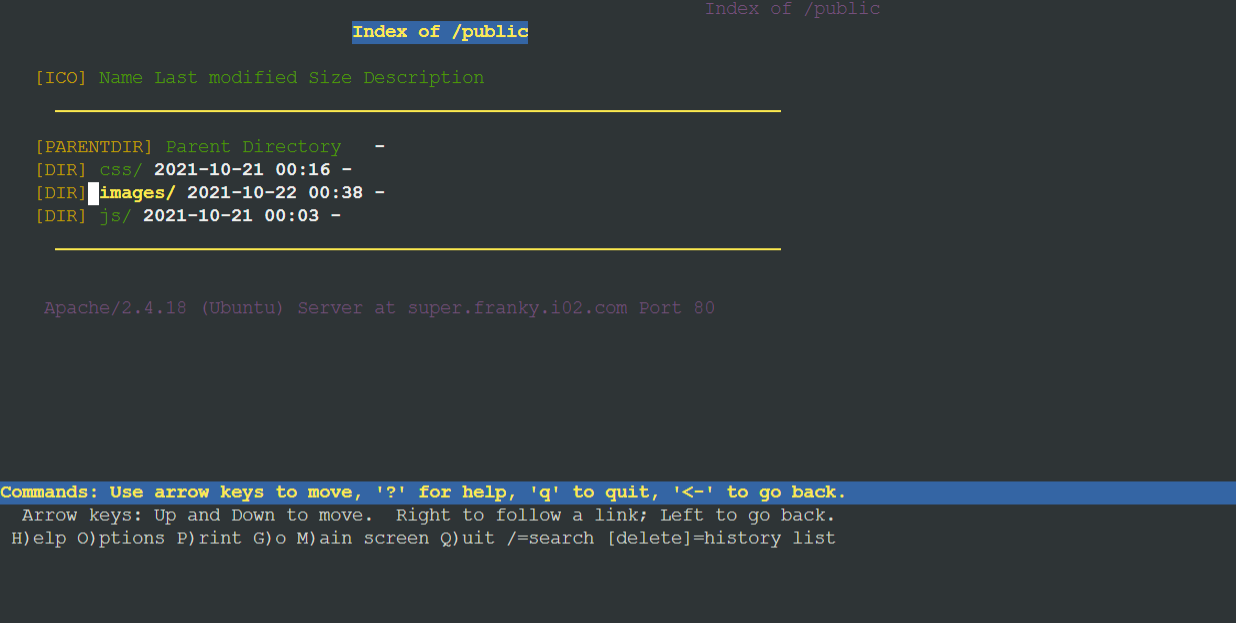 Index of /public
Index of /public
[ICO] Name Last modified Size Description
[PARENTDIR] Parent Directory -
[DIR] css/ 2021-10-21 00:16 -
[DIR] images/ 2021-10-22 00:38 -
[DIR] js/ 2021-10-21 00:03 -
Apache/2.4.18 (Ubuntu) Server at super.franky.i02.com Port 80
Commands: Use arrow keys to move, '?' for help, 'q' to quit, '<-' to go back.
Arrow keys: Up and Down to move. Right to follow a link; Left to go back.
H)elp O)ptions P)rint G)o M)ain screen Q)uit /=search [delete]=history list